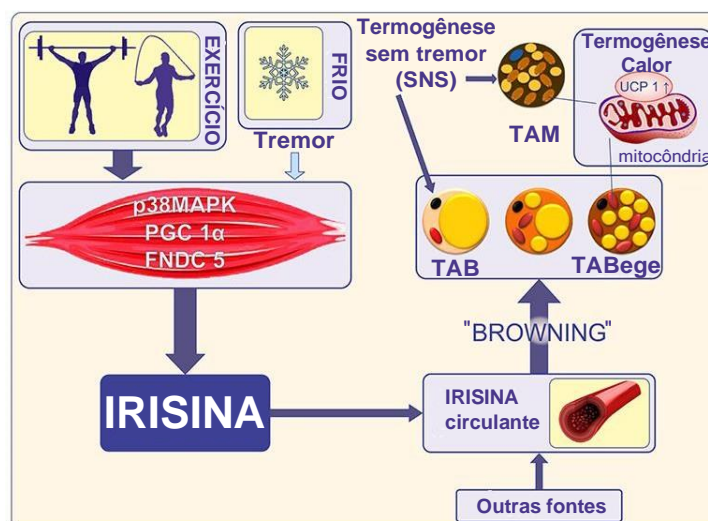 EXERCÍCIO
FRIO
Tremor
Termogênese
sem tremor
(SNS)
TAM
Termogênese
Calor
UCP 1 ↑
mitocôndria
p38MAPK
PGC 1α
FNDC 5
TAB
TABege
"BROWNING"
IRISINA
IRISINA
circulante
Outras fontes